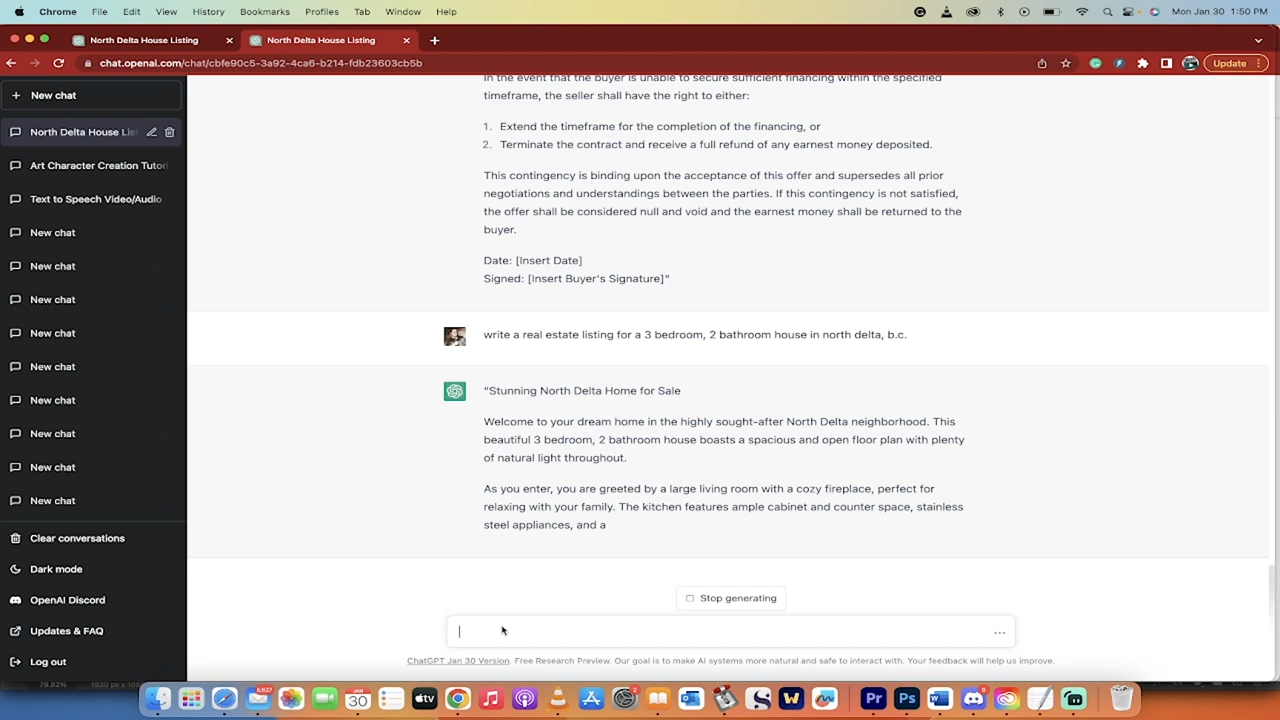 Chrome File Edit View History Bookmarks Profiles Tab Window Help Mon Jan 30 1:50 PM
North Delta House Listing North Delta House Listing
chat.openai.com/chat/cbfe90c5-3a92-4ca6-b214-fdb23603cb5b Update
New chat
North Delta House List
Art Character Creation Tutori
Text to Speech Video/Audio
New chat
New chat
New chat
New chat
New chat
New chat
New chat
New chat
New chat
Clear conversations
Dark mode
OpenAI Discord
Updates & FAQ
Log out
In the event that the buyer is unable to secure sufficient financing within the specified
timeframe, the seller shall have the right to either:
1. Extend the timeframe for the completion of the financing, or
2. Terminate the contract and receive a full refund of any earnest money deposited.
This contingency is binding upon the acceptance of this offer and supersedes all prior
negotiations and understandings between the parties. If this contingency is not satisfied,
the offer shall be considered null and void and the earnest money shall be returned to the
buyer.
Date: [Insert Date]
Signed: [Insert Buyer's Signature]"
write a real estate listing for a 3 bedroom, 2 bathroom house in north delta, b.c.
"Stunning North Delta Home for Sale
Welcome to your dream home in the highly sought-after North Delta neighborhood. This
beautiful 3 bedroom, 2 bathroom house boasts a spacious and open floor plan with plenty
of natural light throughout.
As you enter, you are greeted by a large living room with a cozy fireplace, perfect for
relaxing with your family. The kitchen features ample cabinet and counter space, stainless
steel appliances, and a
Stop generating
ChatGPT Jan 30 Version. Free Research Preview. Our goal is to make AI systems more natural and safe to interact with. Your feedback will help us improve.
JAN
30
tv
W
Pr
Ps